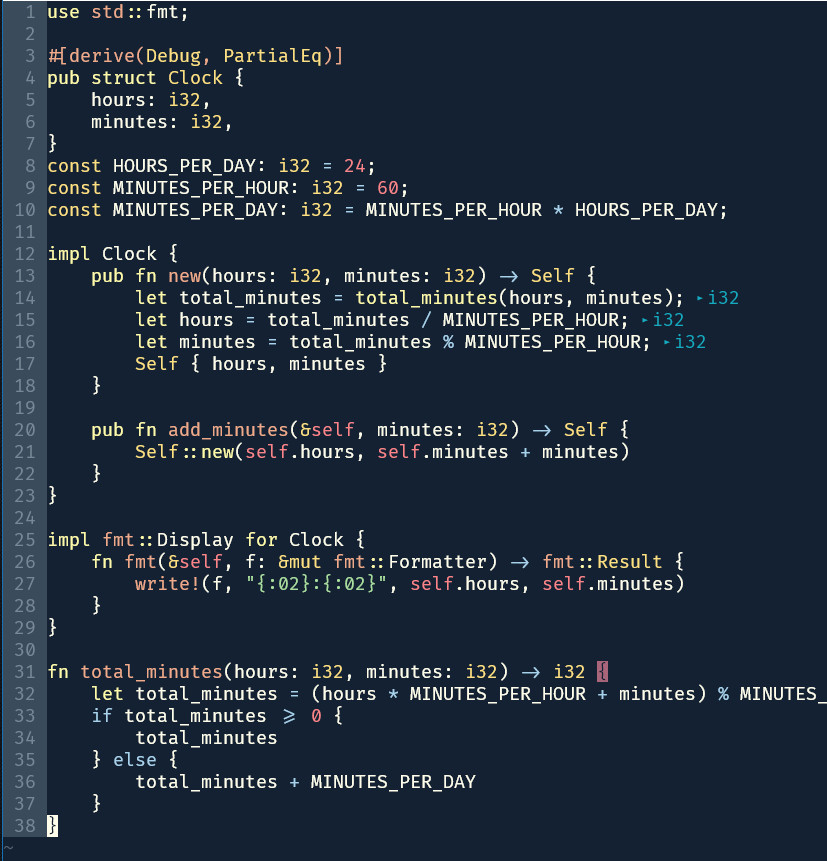 1 use std::fmt;
2
3 #[derive(Debug, PartialEq)]
4 pub struct Clock {
5     hours: i32,
6     minutes: i32,
7 }
8 const HOURS_PER_DAY: i32 = 24;
9 const MINUTES_PER_HOUR: i32 = 60;
10 const MINUTES_PER_DAY: i32 = MINUTES_PER_HOUR * HOURS_PER_DAY;
11
12 impl Clock {
13     pub fn new(hours: i32, minutes: i32) -> Self {
14         let total_minutes = total_minutes(hours, minutes); ‣i32
15         let hours = total_minutes / MINUTES_PER_HOUR; ‣i32
16         let minutes = total_minutes % MINUTES_PER_HOUR; ‣i32
17         Self { hours, minutes }
18     }
19
20     pub fn add_minutes(&self, minutes: i32) -> Self {
21         Self::new(self.hours, self.minutes + minutes)
22     }
23 }
24
25 impl fmt::Display for Clock {
26     fn fmt(&self, f: &mut fmt::Formatter) -> fmt::Result {
27         write!(f, "{:02}:{:02}", self.hours, self.minutes)
28     }
29 }
30
31 fn total_minutes(hours: i32, minutes: i32) -> i32 {
32     let total_minutes = (hours * MINUTES_PER_HOUR + minutes) % MINUTES_
33     if total_minutes >= 0 {
34         total_minutes
35     } else {
36         total_minutes + MINUTES_PER_DAY
37     }
38 }
~